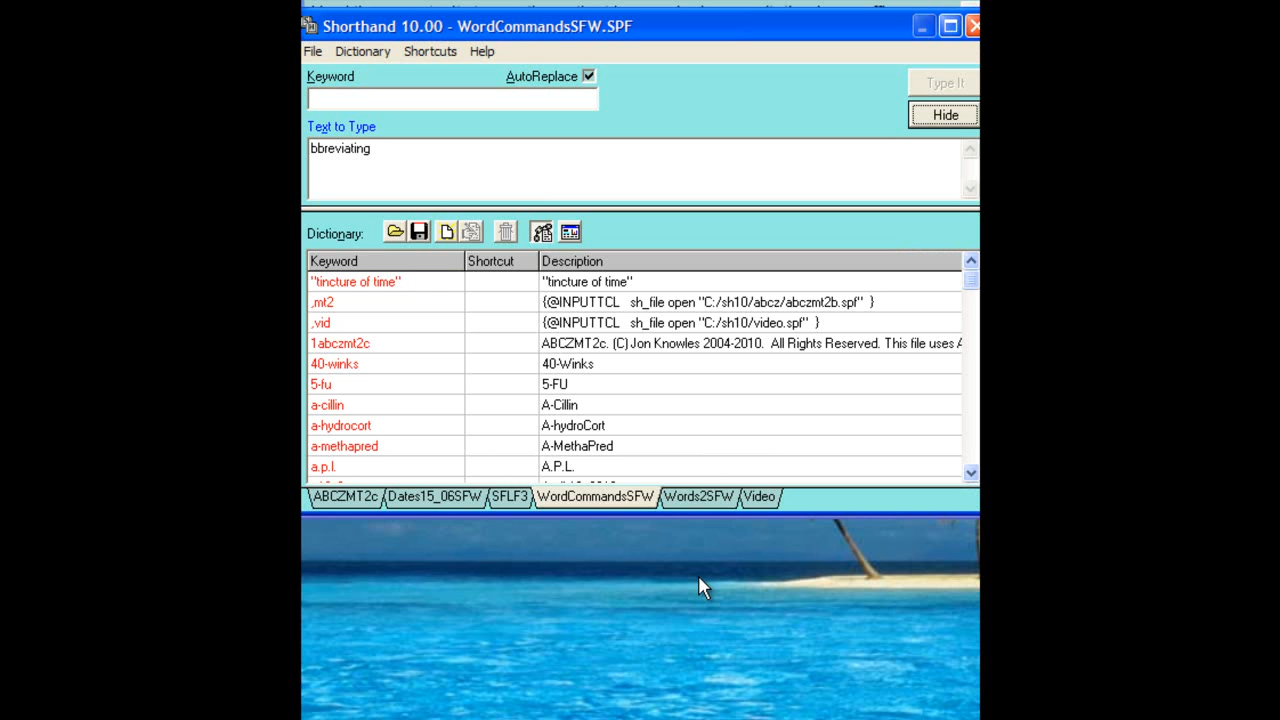 Shorthand 10.00 - WordCommandsSFW.SPF
File Dictionary Shortcuts Help
Keyword AutoReplace
Type It
Hide
Text to Type
bbreviating
Dictionary:
Keyword Shortcut Description
"tincture of time" "tincture of time"
,mt2 {@INPUTTCL sh_file open "C:/sh10/abcz/abczmt2b.spf" }
,vid {@INPUTTCL sh_file open "C:/sh10/video.spf" }
1abczmt2c ABCZMT2c. (C)Jon Knowles 2004-2010. All Rights Reserved. This file uses
40-winks 40-Winks
5-fu 5-FU
a-cillin A-Cillin
a-hydrocort A-hydroCort
a-methapred A-MethaPred
a.p.l. A.P.L.
ABCZMT2c Dates15_06SFW SFLF3 WordCommandsSFW Words2SFW Video